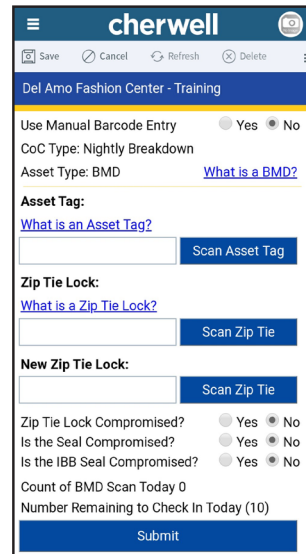 cherwell
Save Cancel Refresh Delete
Del Amo Fashion Center - Training
Use Manual Barcode Entry Yes No
CoC Type: Nightly Breakdown
Asset Type: BMD What is a BMD?
Asset Tag:
What is an Asset Tag?
Scan Asset Tag
Zip Tie Lock:
What is a Zip Tie Lock?
Scan Zip Tie
New Zip Tie Lock:
Scan Zip Tie
Zip Tie Lock Compromised? Yes No
Is the Seal Compromised? Yes No
Is the IBB Seal Compromised? Yes No
Count of BMD Scan Today 0
Number Remaining to Check In Today (10)
Submit